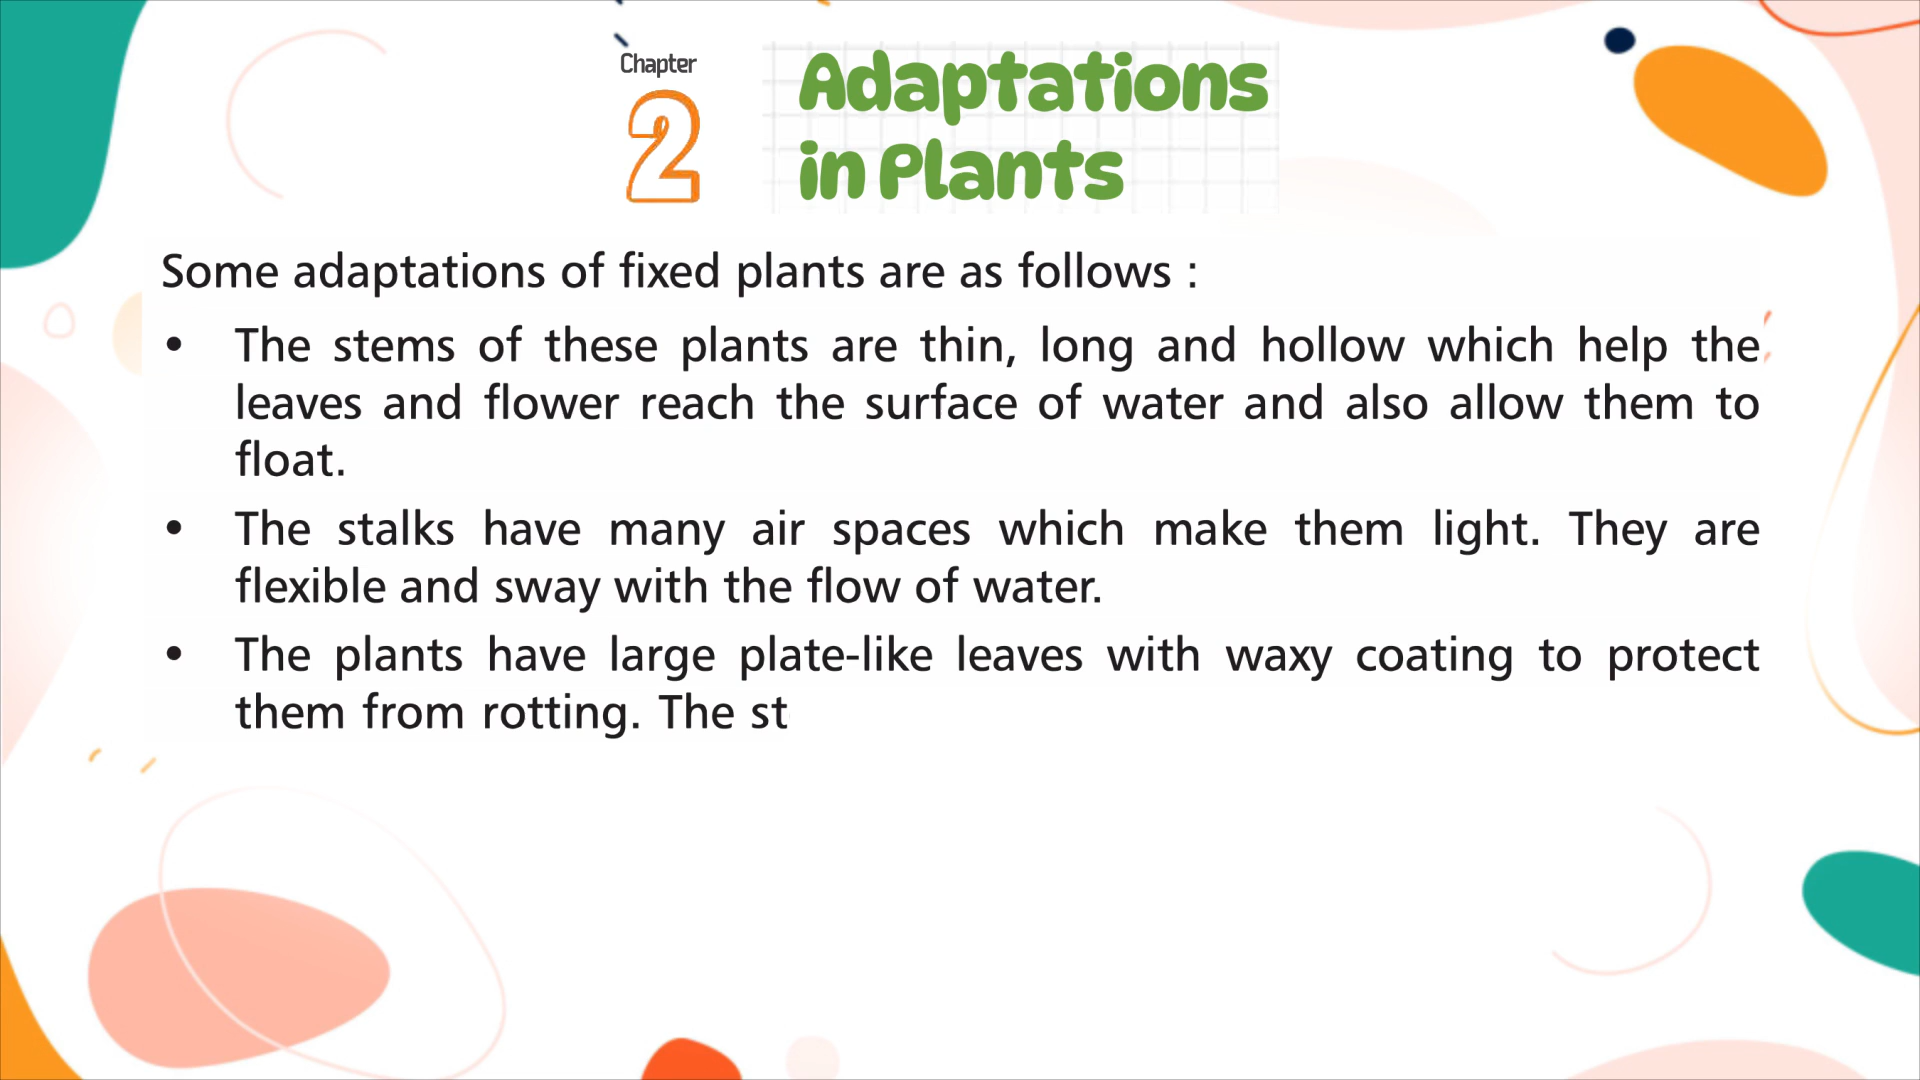 Chapter
2
Adaptations
in Plants
Some adaptations of fixed plants are as follows :
• The stems of these plants are thin, long and hollow which help the
leaves and flower reach the surface of water and also allow them to
float.
• The stalks have many air spaces which make them light. They are
flexible and sway with the flow of water.
• The plants have large plate-like leaves with waxy coating to protect
them from rotting. The st